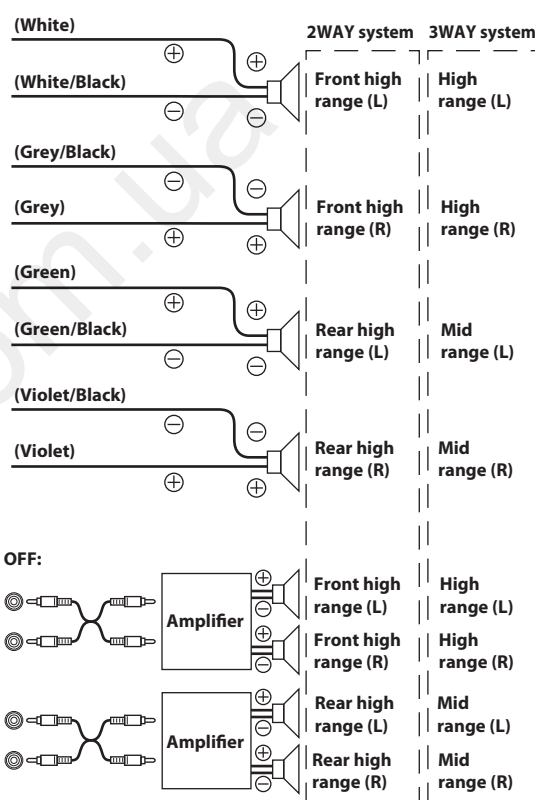 (White)
2WAY system 3WAY system
(White/Black)
Front high
range (L)
High
range (L)
(Grey/Black)
(Grey)
Front high
range (R)
High
range (R)
(Green)
(Green/Black)
Rear high
range (L)
Mid
range (L)
(Violet/Black)
(Violet)
Rear high
range (R)
Mid
range (R)
OFF:
Amplifier
Front high
range (L)
High
range (L)
Front high
range (R)
High
range (R)
Amplifier
Rear high
range (L)
Mid
range (L)
Rear high
range (R)
Mid
range (R)
om.ua